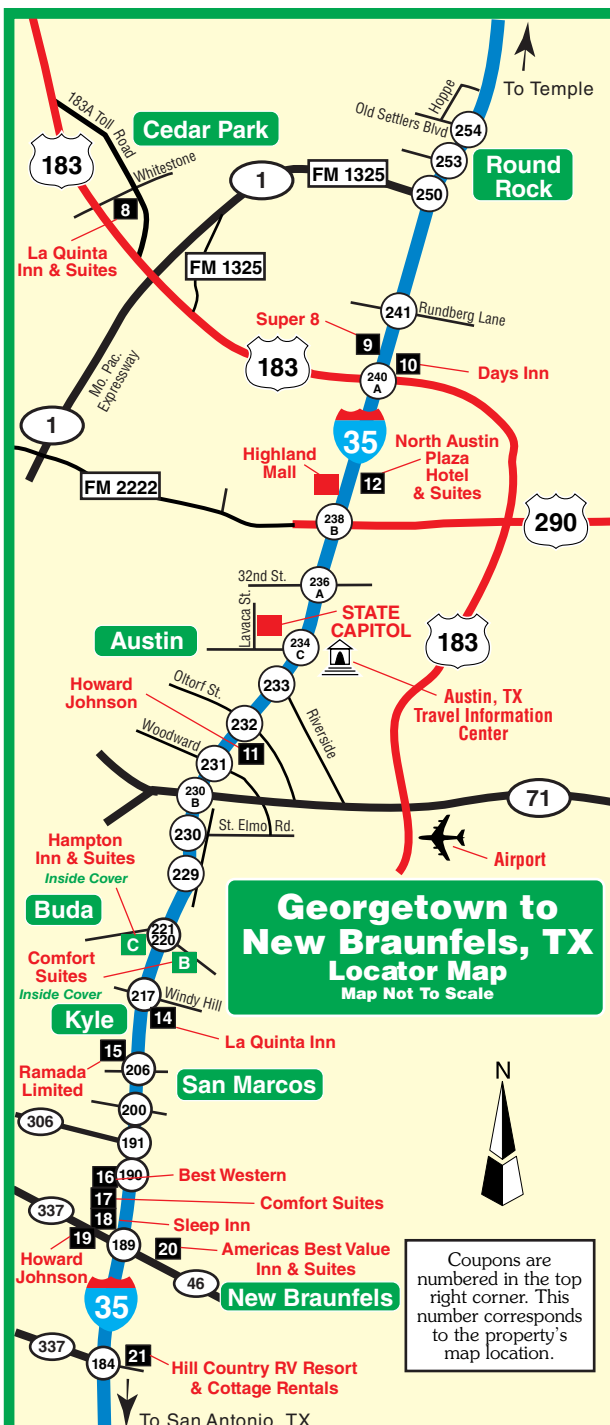 To Temple
Hoppe
Old Settlers Blvd
254
183A Toll Road
Cedar Park
253
Round
Rock
183
Whitestone
1
FM 1325
250
8
La Quinta
Inn & Suites
FM 1325
241
Rundberg Lane
Super 8
9
10
Days Inn
183
240
A
Mo. Pac.
Expressway
1
35
North Austin
Plaza
Hotel
& Suites
Highland
Mall
12
FM 2222
238
B
290
32nd St.
236
A
Lavaca St.
STATE
CAPITOL
Austin
234
C
183
Howard
Johnson
Oltorf St.
233
Austin, TX
Travel Information
Center
232
Riverside
Woodward
11
231
230
B
71
230
St. Elmo Rd.
Hampton
Inn & Suites
Inside Cover
Airport
229
Buda
221
220
C
B
Comfort
Suites
Inside Cover
Georgetown to
New Braunfels, TX
Locator Map
Map Not To Scale
217
Windy Hill
Kyle
14
La Quinta Inn
15
Ramada
Limited
206
San Marcos
N
200
306
191
16
190
Best Western
17
Comfort Suites
337
18
Sleep Inn
19
Howard
Johnson
189
20
Americas Best Value
Inn & Suites
46
New Braunfels
35
Coupons are
numbered in the top
right corner. This
number corresponds
to the property's
map location.
337
184
21
Hill Country RV Resort
& Cottage Rentals
To San Antonio, TX